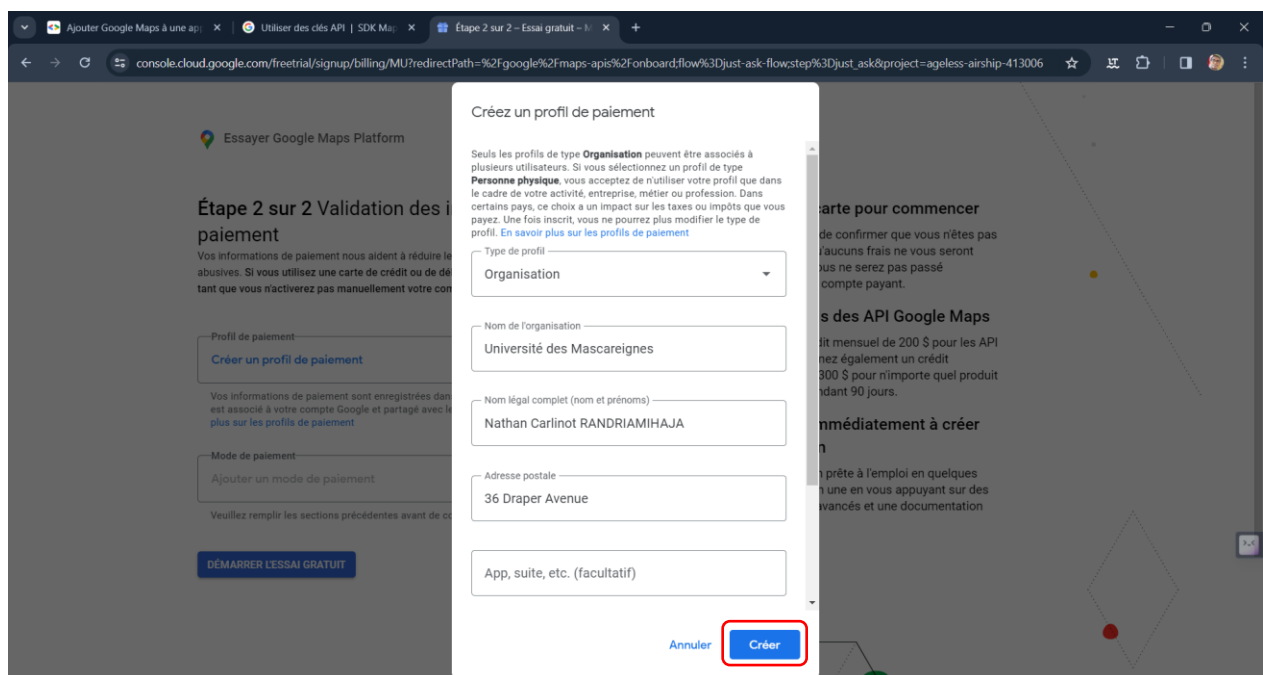 Ajouter Google Maps à une ap
Utiliser des clés API | SDK Ma
Étape 2 sur 2 – Essai gratuit –
console.cloud.google.com/freetrial/signup/billing/MU?redirectPath=%2Fgoogle%2Fmaps-apis%2Fonboard;flow%3Djust-ask-flow;step%3Djust_ask&project=ageless-airship-413006
Essayer Google Maps Platform
Étape 2 sur 2 Validation des
paiement
Vos informations de paiement nous aident à réduire
abusives. Si vous utilisez une carte de crédit ou de
tant que vous n'activerez pas manuellement votre
Profil de paiement
Créer un profil de paiement
Vos informations de paiement sont enregistrées
est associé à votre compte Google et partagé avec
plus sur les profils de paiement
Mode de paiement
Ajouter un mode de paiement
Veuillez remplir les sections précédentes avant de
DÉMARRER L'ESSAI GRATUIT
Créez un profil de paiement
Seuls les profils de type Organisation peuvent être associés à
plusieurs utilisateurs. Si vous sélectionnez un profil de type
Personne physique, vous acceptez de n'utiliser votre profil que dans
le cadre de votre activité, entreprise, métier ou profession. Dans
certains pays, ce choix a un impact sur les taxes ou impôts que vous
payez. Une fois inscrit, vous ne pourrez plus modifier le type de
profil. En savoir plus sur les profils de paiement
Type de profil
Organisation
Nom de l'organisation
Université des Mascareignes
Nom légal complet (nom et prénoms)
Nathan Carlinot RANDRIAMIHAJA
Adresse postale
36 Draper Avenue
App, suite, etc. (facultatif)
Annuler
Créer
arte pour commencer
de confirmer que vous n'êtes pas
'aucuns frais ne vous seront
ous ne serez pas passé
compte payant.
s des API Google Maps
dit mensuel de 200 $ pour les API
nez également un crédit
300 $ pour n'importe quel produit
ndant 90 jours.
mmédiatement à créer
n
prête à l'emploi en quelques
une en vous appuyant sur des
avancés et une documentation